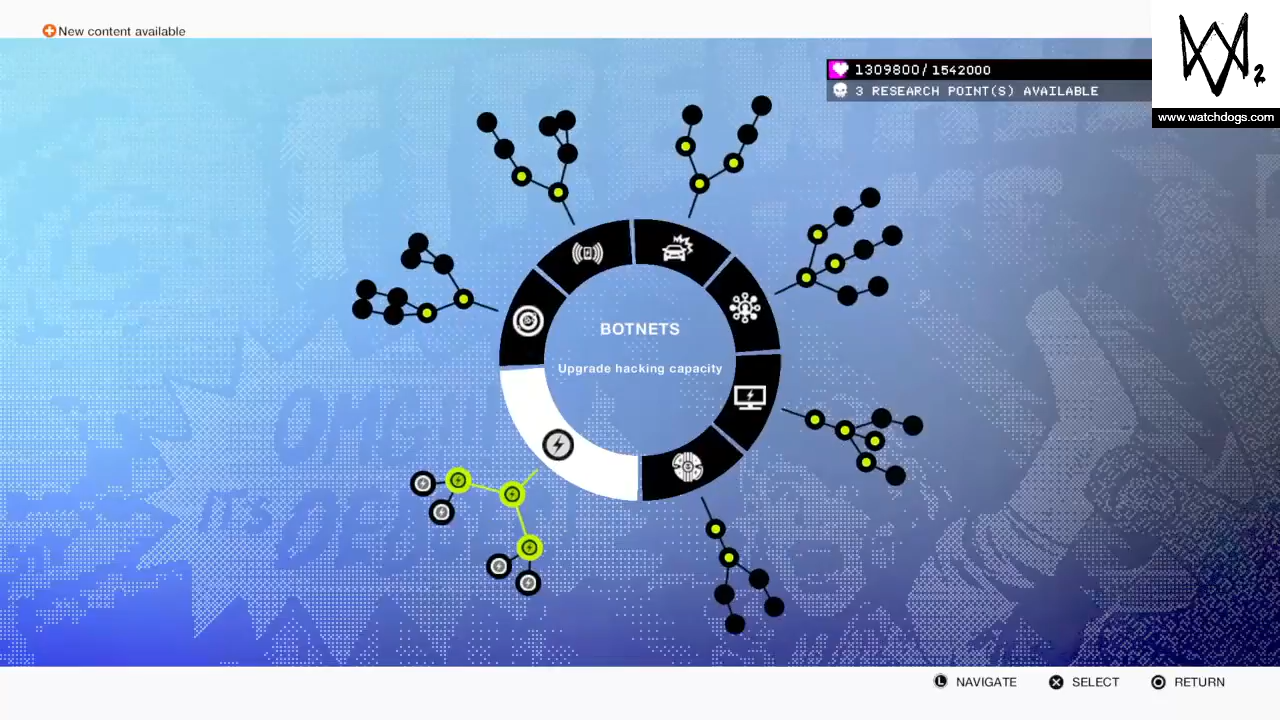 New content available
1309800/1542000
3 RESEARCH POINT(S) AVAILABLE
2
www.watchdogs.com
BOTNETS
Upgrade hacking capacity
L NAVIGATE
SELECT
RETURN